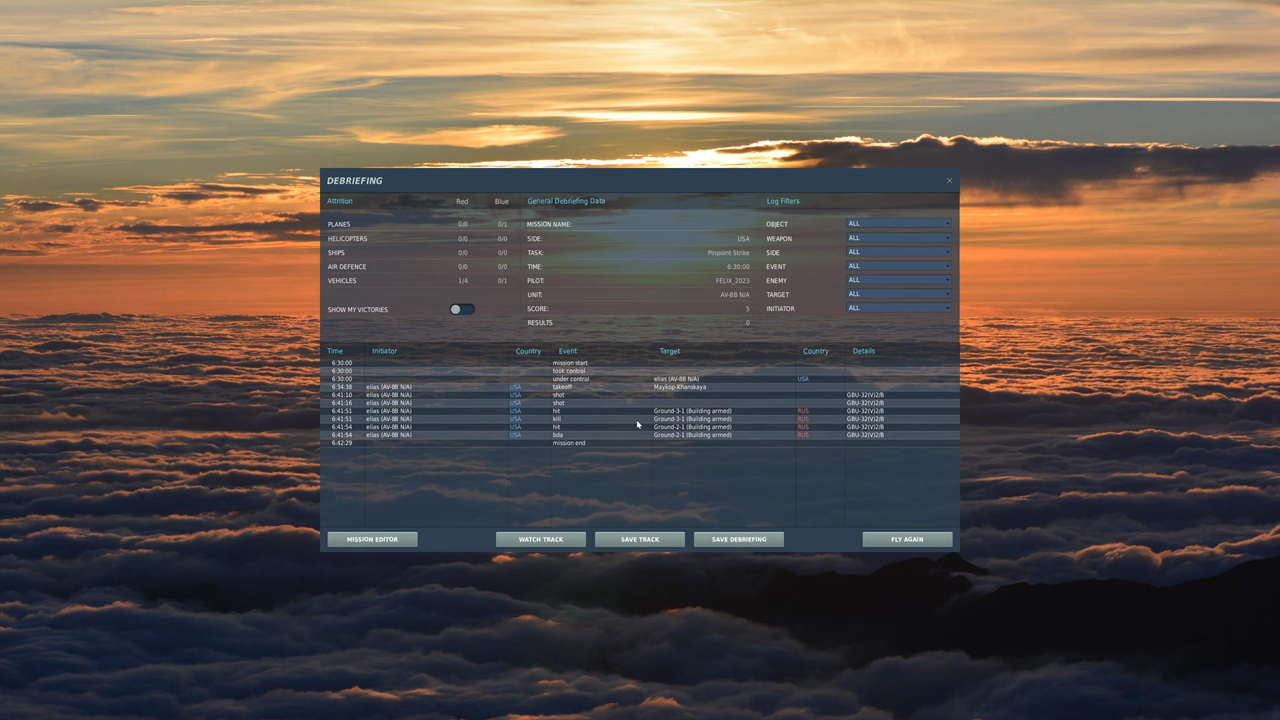 DEBRIEFING
Attrition Red Blue General Debriefing Data Log Filters
PLANES 0/0 0/1 MISSION NAME: OBJECT ALL
HELICOPTERS 0/0 0/0 SIDE: USA WEAPON ALL
SHIPS 0/0 0/0 TASK: Pinpoint Strike SIDE ALL
AIR DEFENCE 0/0 0/0 TIME: 6:30:00 EVENT ALL
VEHICLES 1/4 0/1 PILOT: FELIX_2023 ENEMY ALL
UNIT: AV-8B N/A TARGET ALL
SHOW MY VICTORIES SCORE: 5 INITIATOR ALL
RESULTS 0
Time Initiator Country Event Target Country Details
6:30:00 mission start
6:30:00 took control
6:30:00 under control elias (AV-8B N/A) USA
6:34:38 elias (AV-8B N/A) USA takeoff Maykop-Khanskaya
6:41:10 elias (AV-8B N/A) USA shot GBU-32(V)2/B
6:41:16 elias (AV-8B N/A) USA shot GBU-32(V)2/B
6:41:51 elias (AV-8B N/A) USA hit Ground-3-1 (Building armed) RUS GBU-32(V)2/B
6:41:51 elias (AV-8B N/A) USA kill Ground-3-1 (Building armed) RUS GBU-32(V)2/B
6:41:54 elias (AV-8B N/A) USA hit Ground-2-1 (Building armed) RUS GBU-32(V)2/B
6:41:54 elias (AV-8B N/A) USA bda Ground-2-1 (Building armed) RUS GBU-32(V)2/B
6:42:29 mission end
MISSION EDITOR WATCH TRACK SAVE TRACK SAVE DEBRIEFING FLY AGAIN